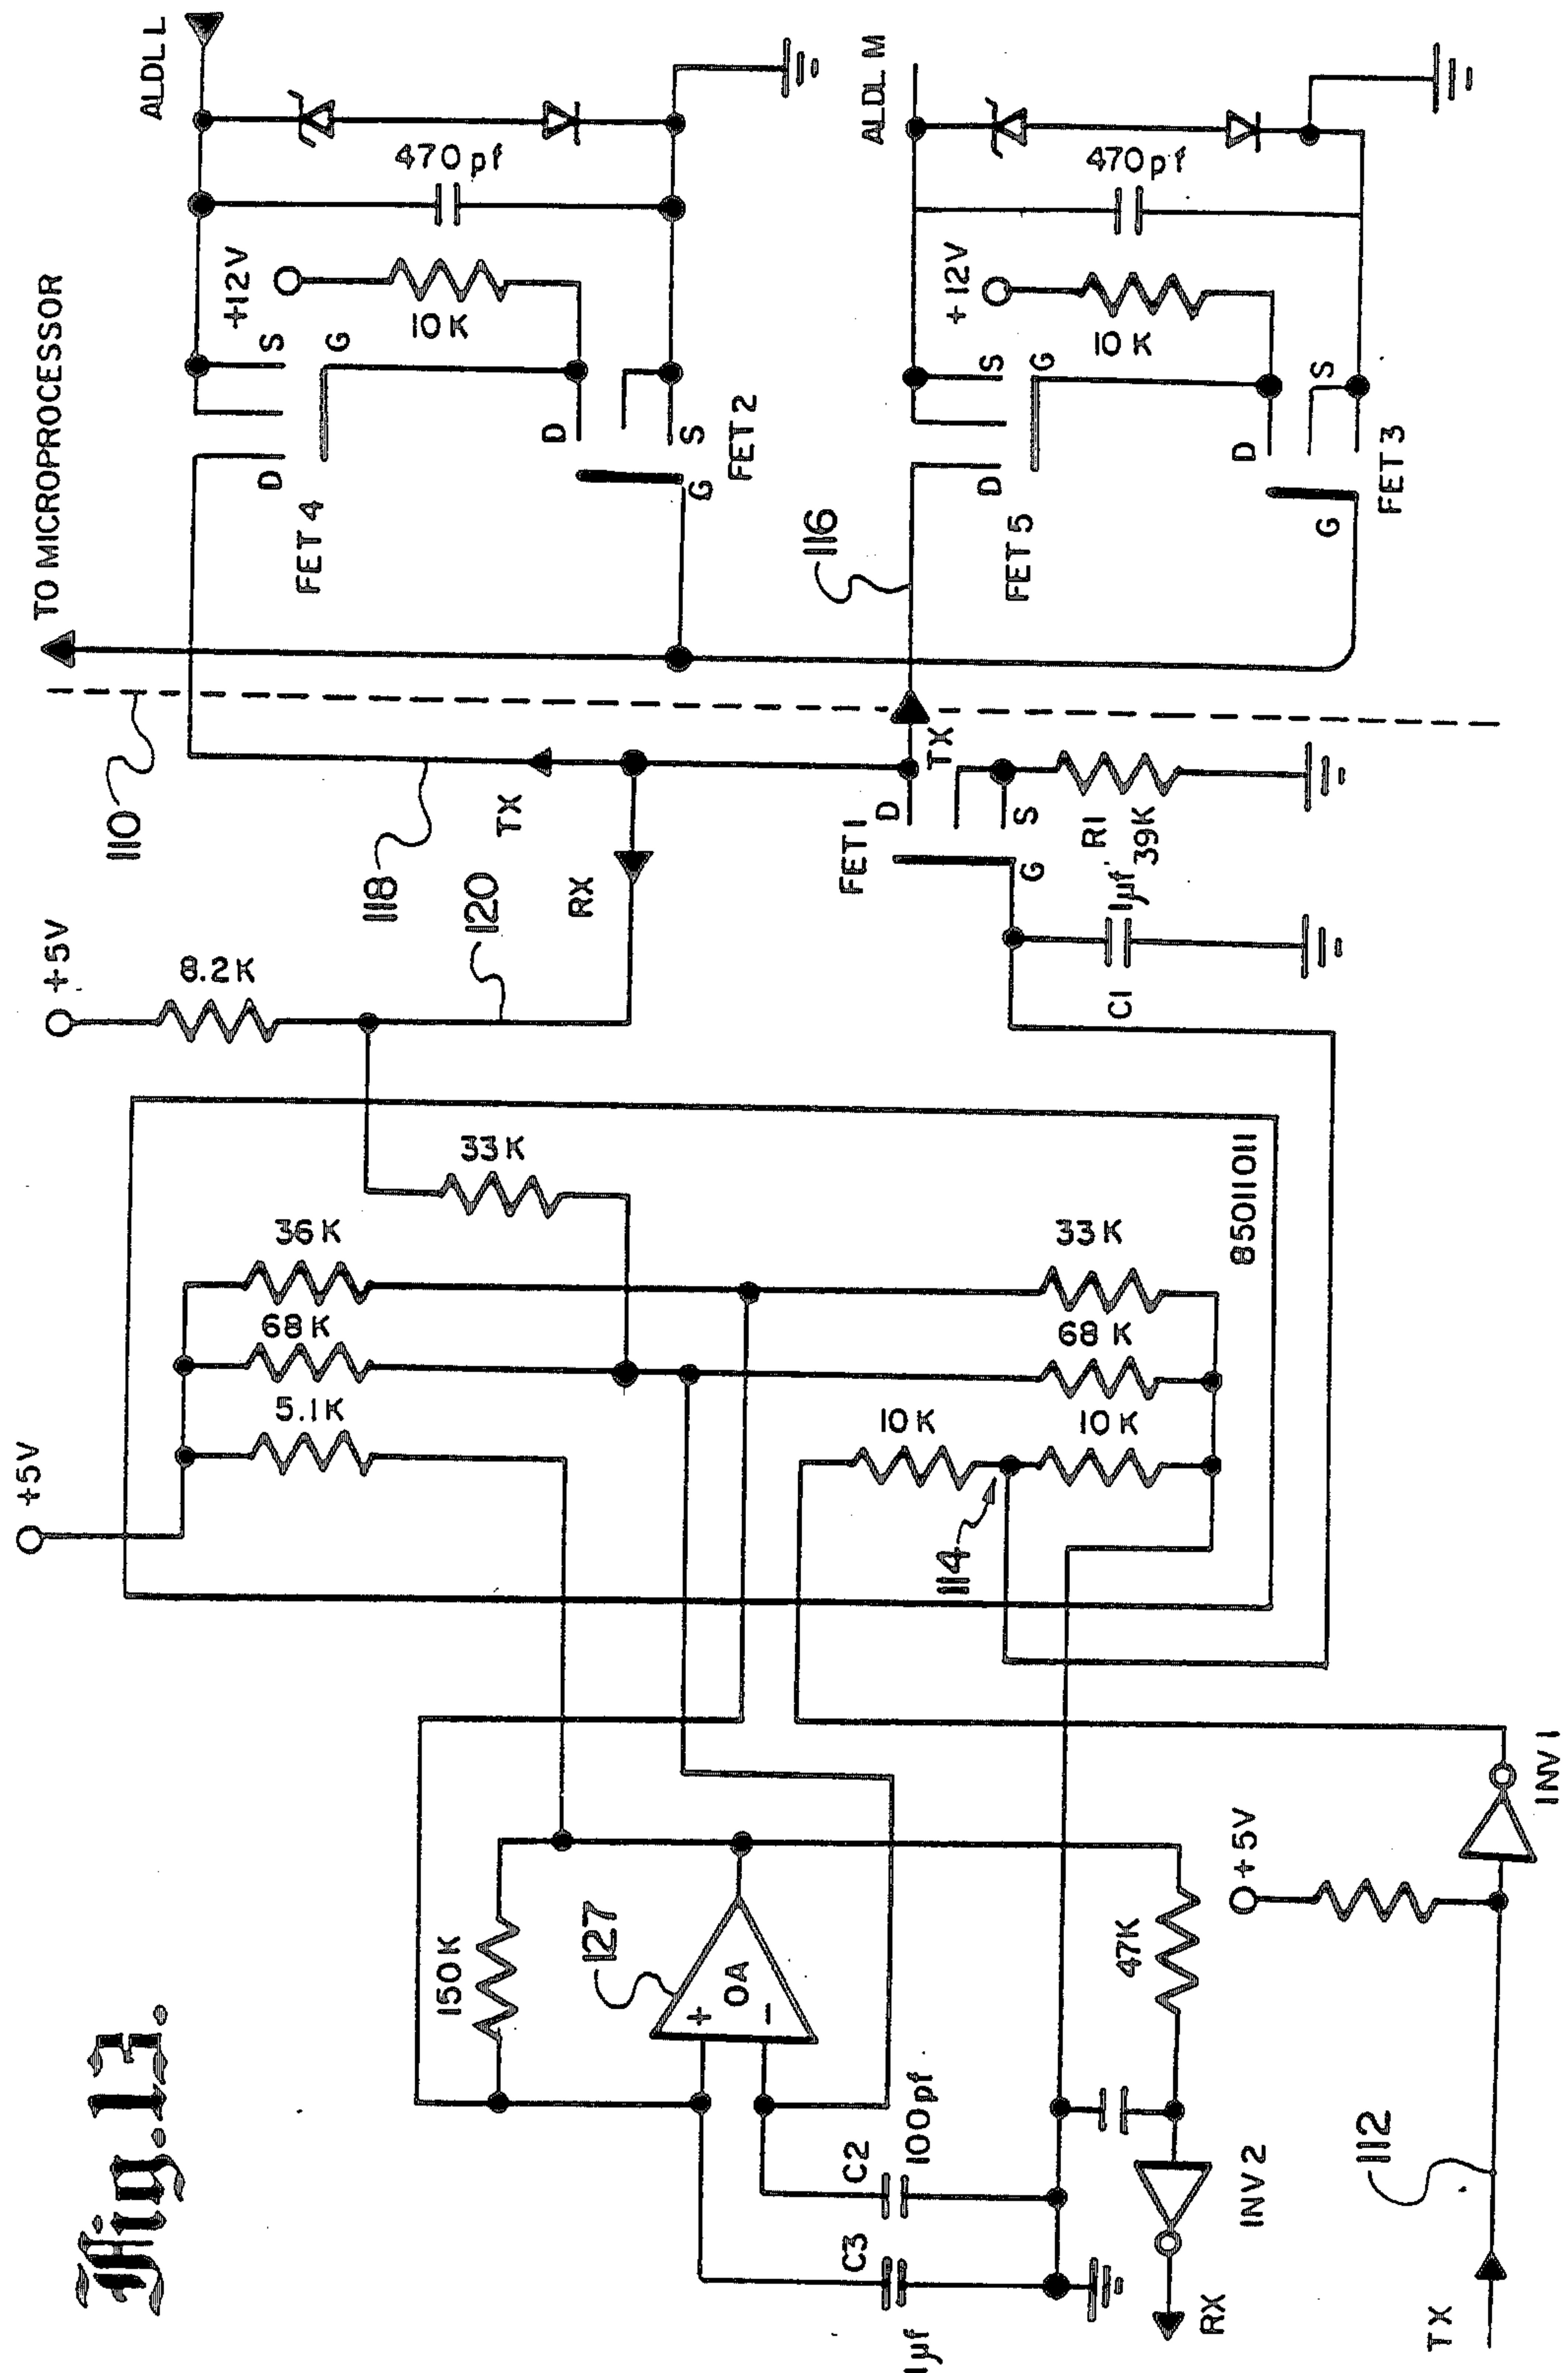 Fig. 13.
TO MICROPROCESSOR
ALDL L
470 pf
+12V
10K
S
G
D
FET 4
D
S
G
FET 2
ALDL M
470pf
+12V
10K
S
G
D
FET 5
D
S
G
FET 3
116
110
118
TX
RX
120
TX
D
S
G
FET 1
R1
39K
1µf
C1
+5V
8.2K
33K
36K
68K
5.1K
+5V
33K
68K
10K
10K
85011011
114
150K
127
OA
+
−
C2
100pf
C3
1µf
47K
+5V
INV 1
INV 2
RX
TX
112